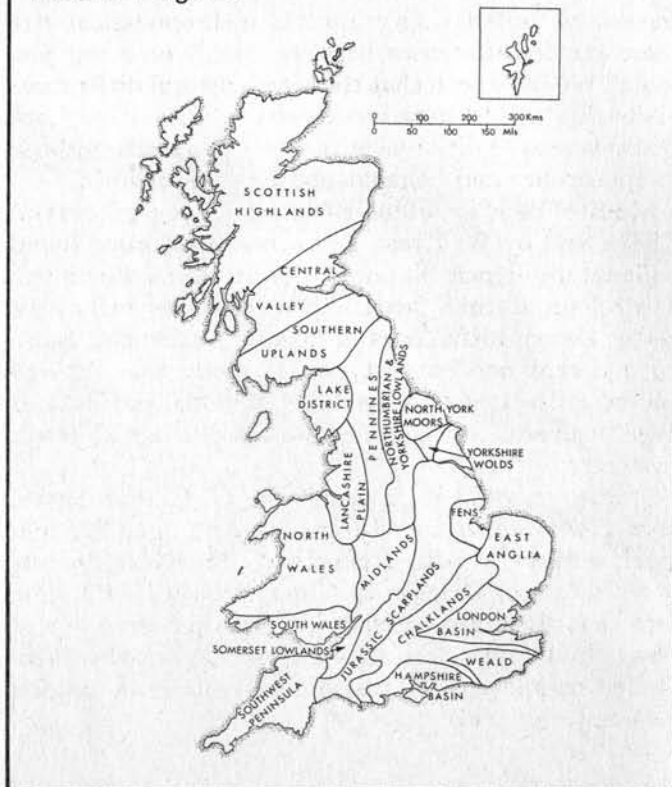 0 50 100 200 300 Kms
0 50 100 150 Mls
SCOTTISH
HIGHLANDS
CENTRAL
VALLEY
SOUTHERN
UPLANDS
LAKE
DISTRICT
PENNINES
NORTHUMBRIAN &
YORKSHIRE LOWLANDS
NORTH YORK
MOORS
YORKSHIRE
WOLDS
LANCASHIRE
PLAIN
NORTH
WALES
MIDLANDS
FENS
EAST
ANGLIA
JURASSIC SCARPLANDS
CHALKLANDS
LONDON
BASIN
SOUTH WALES
SOMERSET LOWLANDS
WEALD
HAMPSHIRE
BASIN
SOUTHWEST
PENINSULA